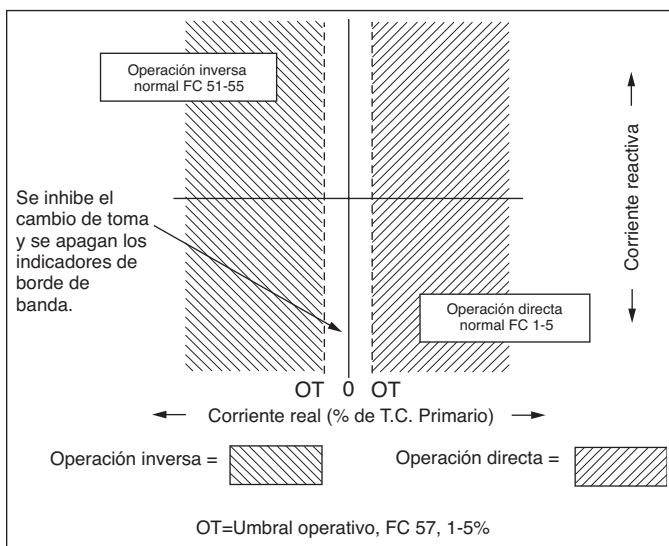 Operación inversa
normal FC 51-55
Corriente reactiva
Se inhibe el
cambio de toma
y se apagan los
indicadores de
borde de
banda.
Operación directa
normal FC 1-5
OT 0 OT
Corriente real (% de T.C. Primario)
Operación inversa =
Operación directa =
OT=Umbral operativo, FC 57, 1-5%